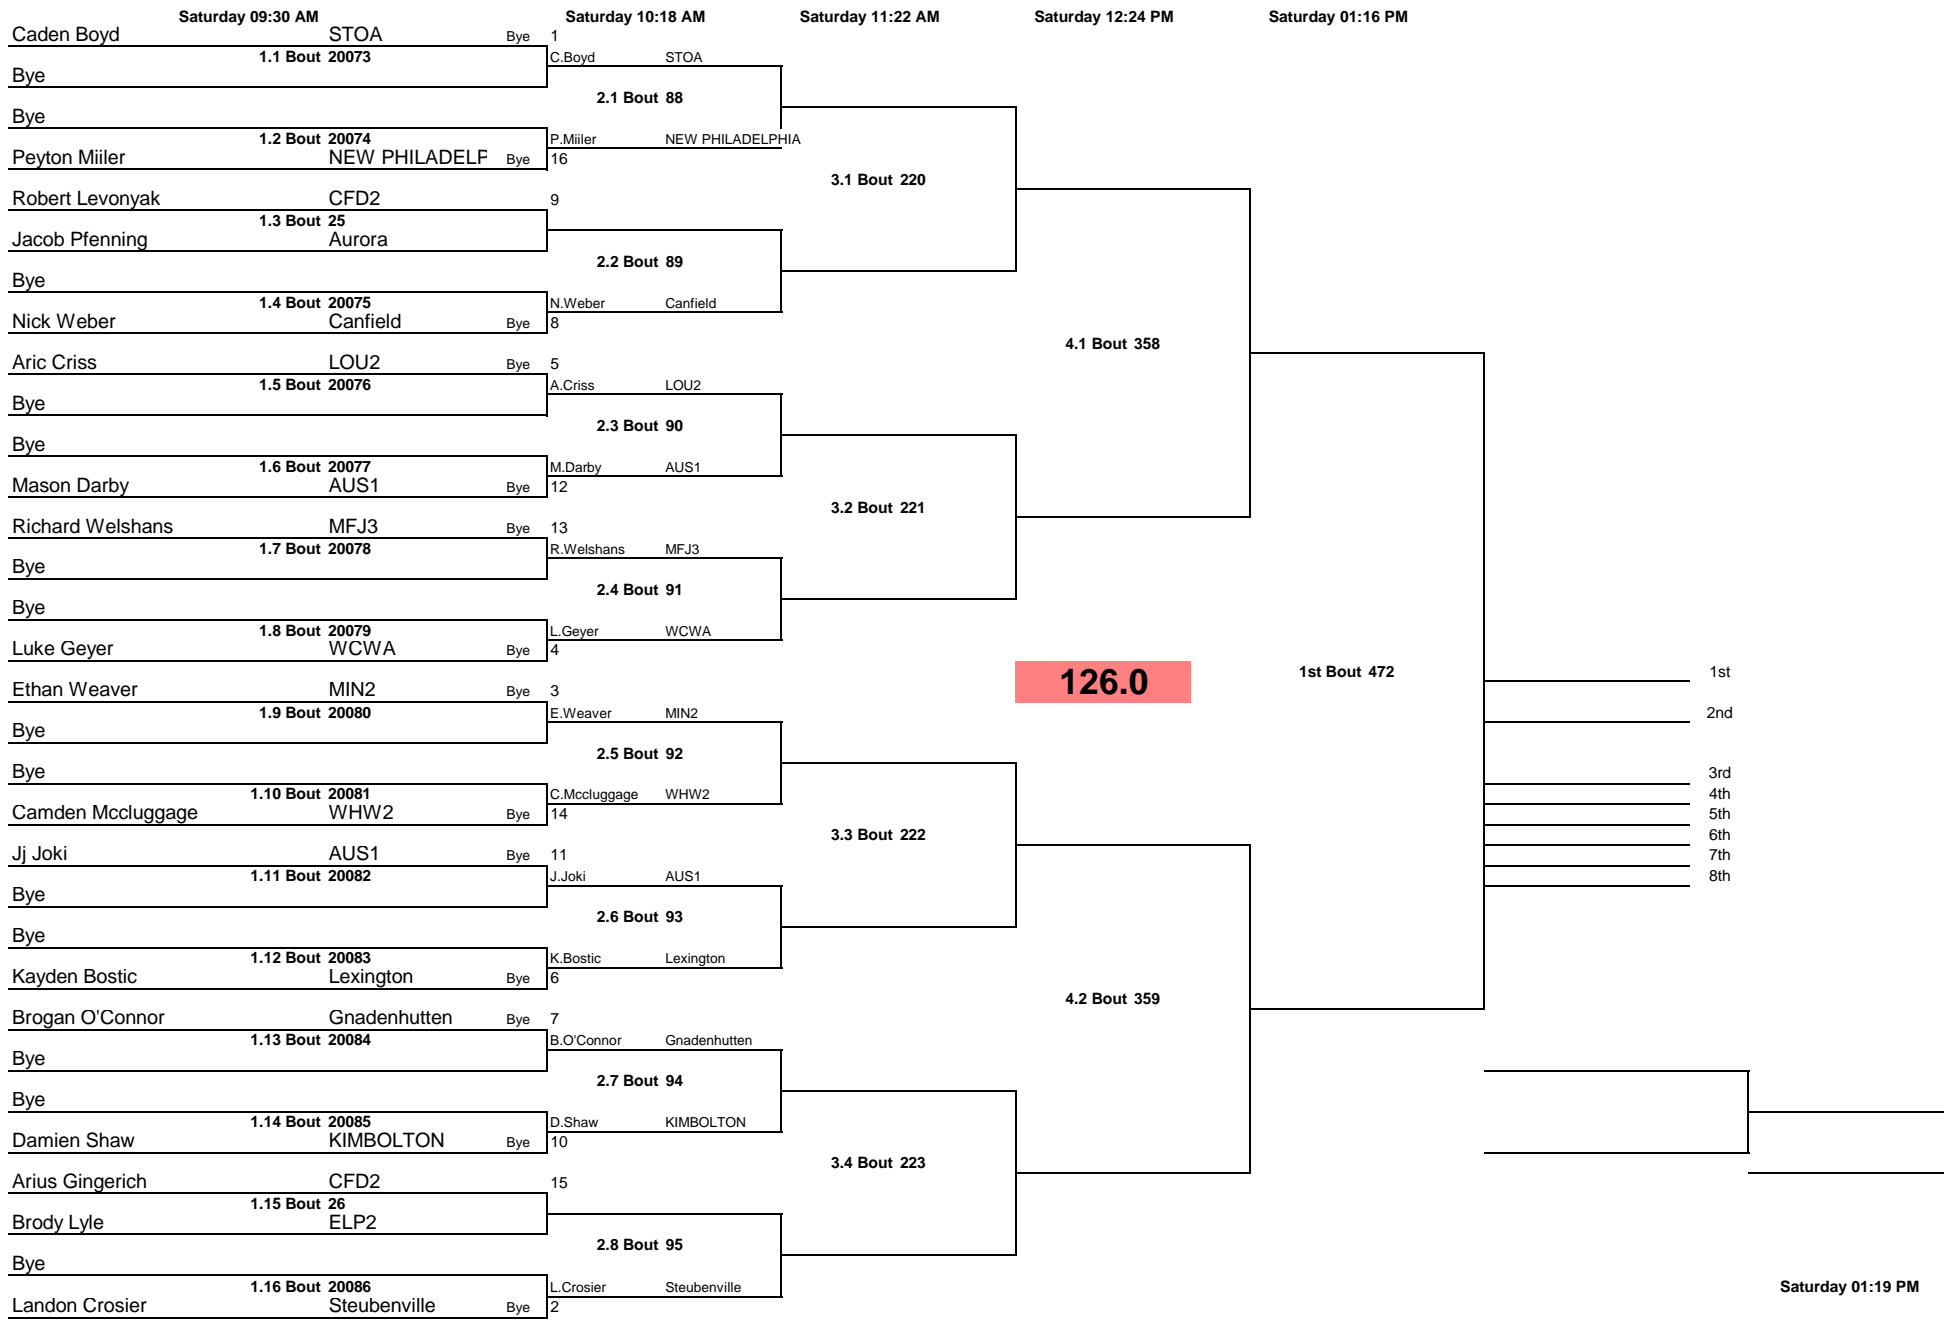 Saturday 09:30 AM Saturday 10:18 AM Saturday 11:22 AM Saturday 12:24 PM Saturday 01:16 PM
Caden Boyd STOA Bye 1
1.1 Bout 20073 C.Boyd STOA
Bye
2.1 Bout 88
Bye
1.2 Bout 20074 P.Miiler NEW PHILADELPHIA
Peyton Miiler NEW PHILADELP Bye 16
3.1 Bout 220
Robert Levonyak CFD2 9
1.3 Bout 25
Jacob Pfenning Aurora
2.2 Bout 89
Bye
1.4 Bout 20075 N.Weber Canfield
Nick Weber Canfield Bye 8
4.1 Bout 358
Aric Criss LOU2 Bye 5
1.5 Bout 20076 A.Criss LOU2
Bye
2.3 Bout 90
Bye
1.6 Bout 20077 M.Darby AUS1
Mason Darby AUS1 Bye 12
3.2 Bout 221
Richard Welshans MFJ3 Bye 13
1.7 Bout 20078 R.Welshans MFJ3
Bye
2.4 Bout 91
Bye
1.8 Bout 20079 L.Geyer WCWA
Luke Geyer WCWA Bye 4
1st Bout 472 1st
126.0
Ethan Weaver MIN2 Bye 3
1.9 Bout 20080 E.Weaver MIN2 2nd
Bye
2.5 Bout 92
Bye 3rd
1.10 Bout 20081 C.Mccluggage WHW2 4th
Camden Mccluggage WHW2 Bye 14 5th
3.3 Bout 222 6th
Jj Joki AUS1 Bye 11 7th
1.11 Bout 20082 J.Joki AUS1 8th
Bye
2.6 Bout 93
Bye
1.12 Bout 20083 K.Bostic Lexington
Kayden Bostic Lexington Bye 6
4.2 Bout 359
Brogan O'Connor Gnadenhutten Bye 7
1.13 Bout 20084 B.O'Connor Gnadenhutten
Bye
2.7 Bout 94
Bye
1.14 Bout 20085 D.Shaw KIMBOLTON
Damien Shaw KIMBOLTON Bye 10
3.4 Bout 223
Arius Gingerich CFD2 15
1.15 Bout 26
Brody Lyle ELP2
2.8 Bout 95
Bye
1.16 Bout 20086 L.Crosier Steubenville Saturday 01:19 PM
Landon Crosier Steubenville Bye 2